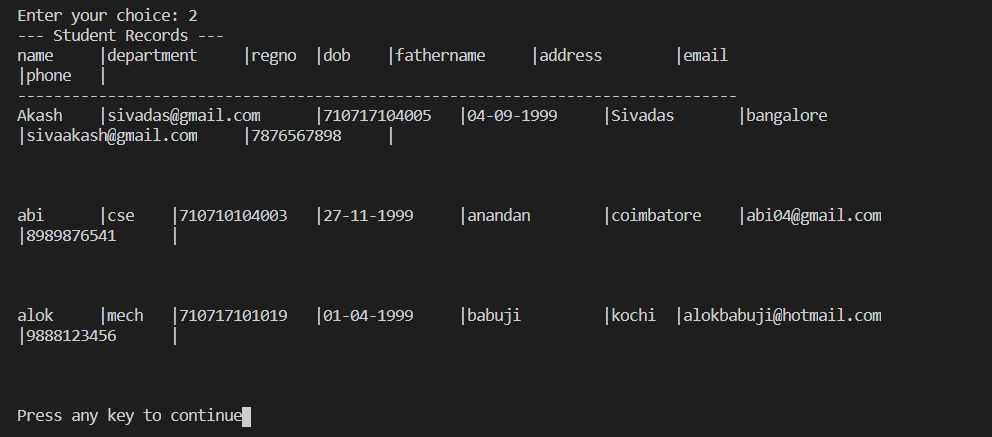 Enter your choice: 2
--- Student Records ---
name |department |regno |dob |fathername |address |email
|phone |
--------------------------------------------------------------------------------
Akash |sivadas@gmail.com |710717104005 |04-09-1999 |Sivadas |bangalore
|sivaakash@gmail.com |7876567898 |
abi |cse |710710104003 |27-11-1999 |anandan |coimbatore |abi04@gmail.com
|8989876541 |
alok |mech |710717101019 |01-04-1999 |babuji |kochi |alokbabuji@hotmail.com
|9888123456 |
Press any key to continue